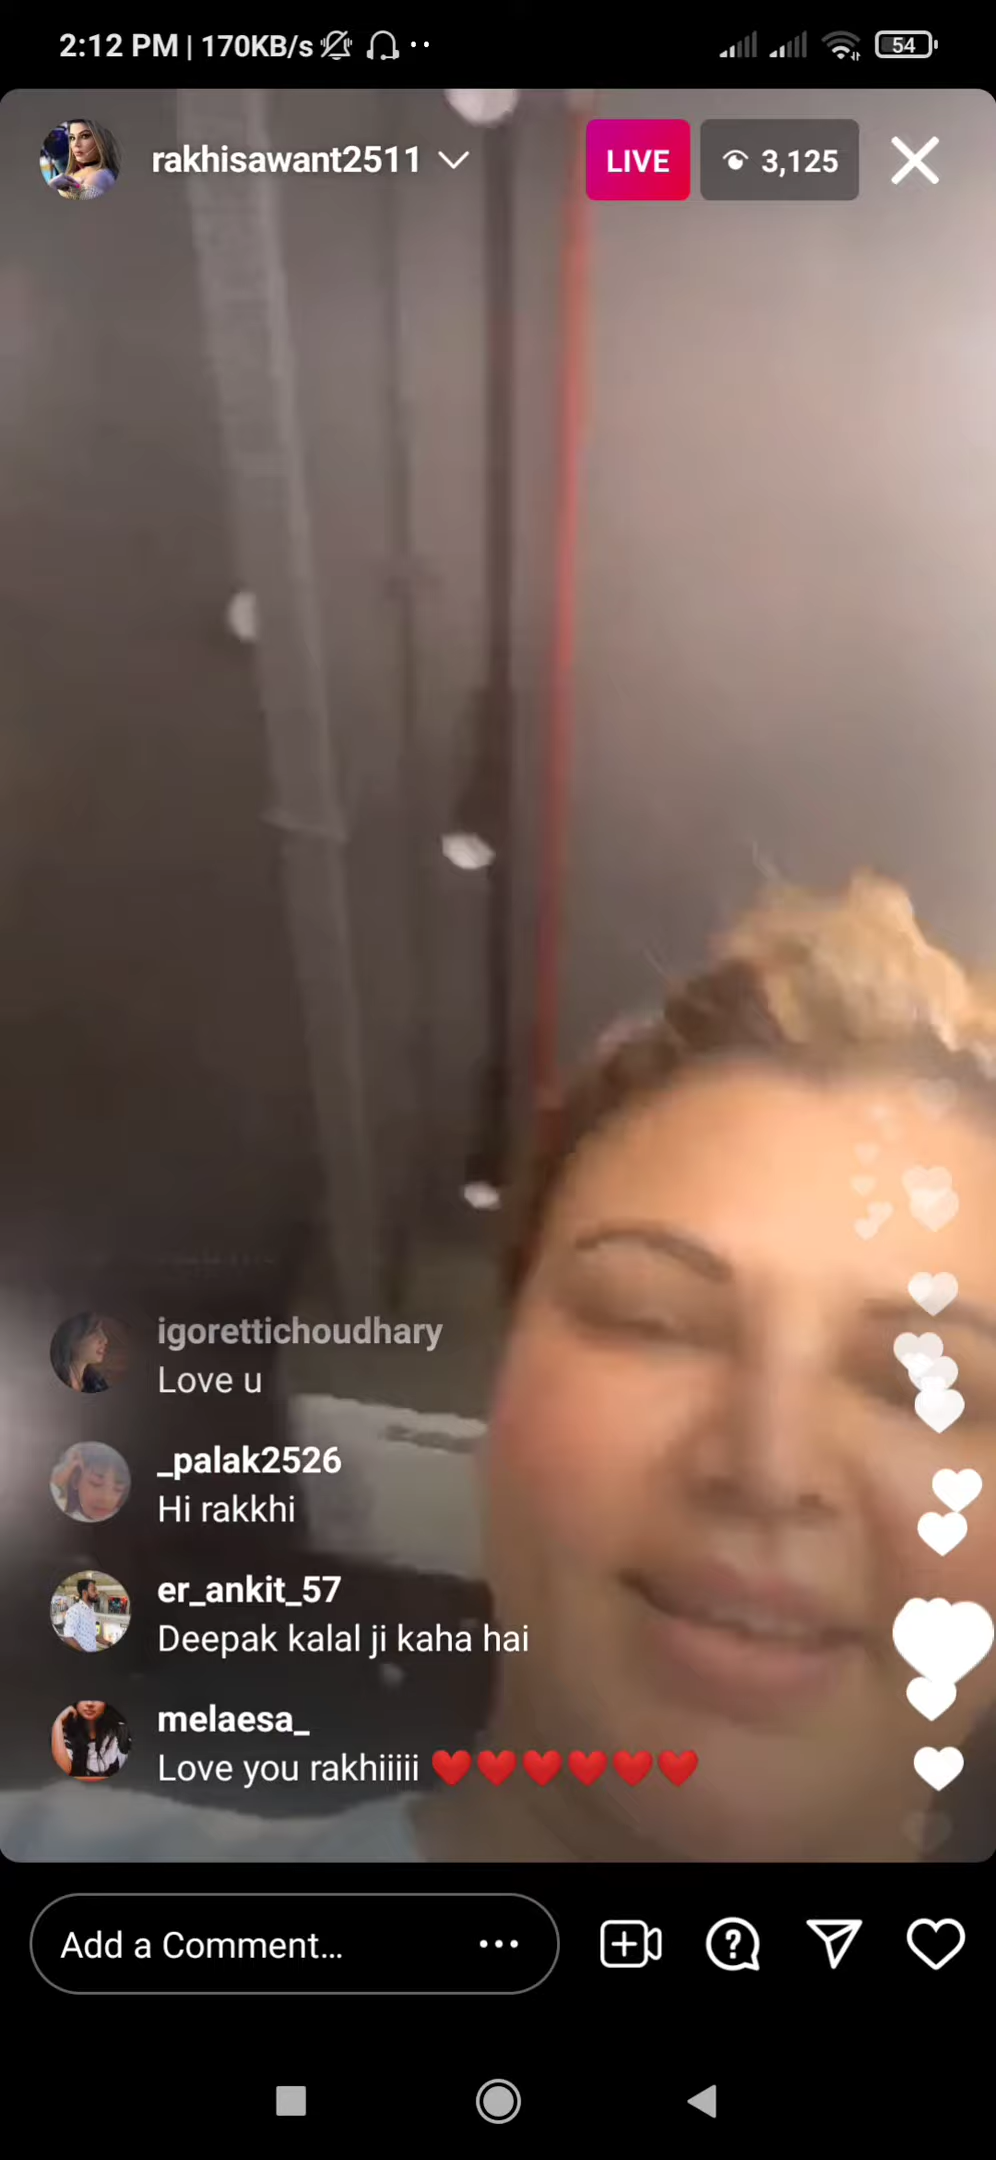 2:12 PM | 170KB/s
54
rakhisawant2511
LIVE
3,125
igorettichoudhary
Love u
_palak2526
Hi rakkhi
er_ankit_57
Deepak kalal ji kaha hai
melaesa_
Love you rakhiiiii ❤️❤️❤️❤️❤️❤️
Add a Comment...